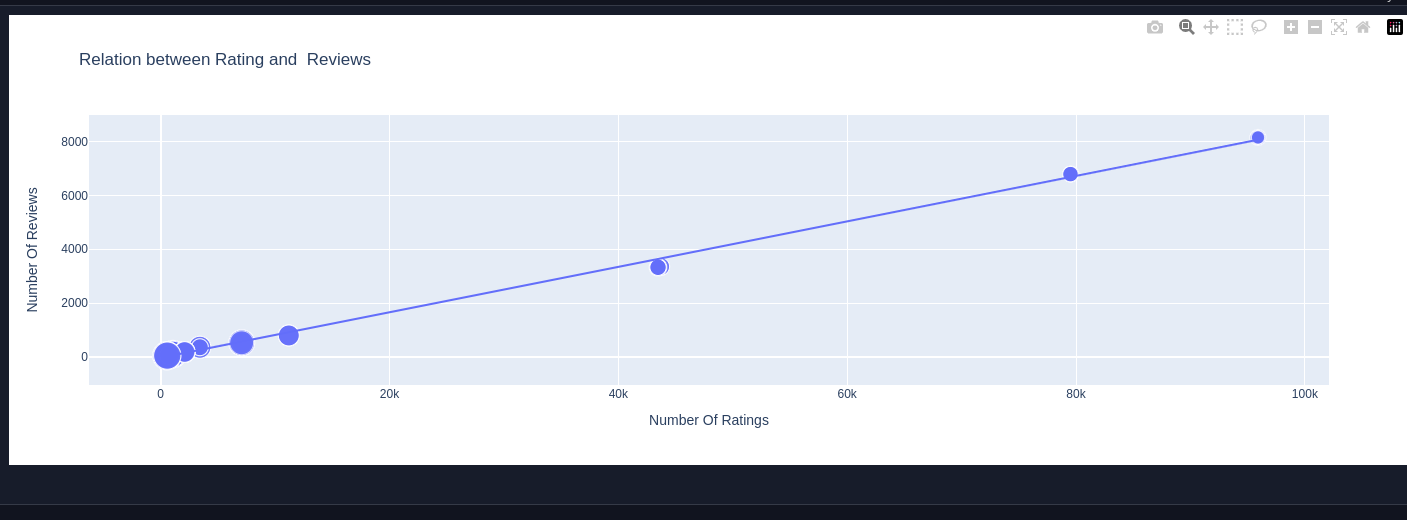 Relation between Rating and  Reviews
8000
6000
4000
2000
0
Number Of Reviews
0
20k
40k
60k
80k
100k
Number Of Ratings